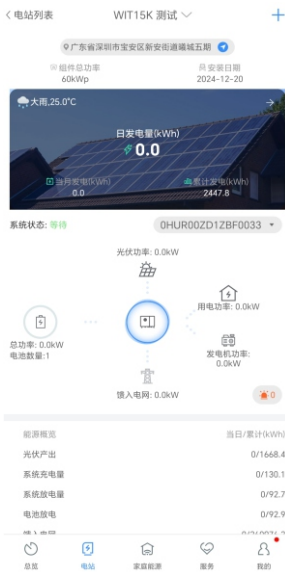 电站列表
WIT15K 测试
广东省深圳市宝安区新安街道曦城五期
组件总功率
60kWp
安装日期
2024-12-20
大雨,25.0℃
日发电量(kWh)
0.0
当月发电(kWh)
0.0
累计发电(kWh)
2447.8
系统状态: 等待
0HUR00ZD1ZBF0033
光伏功率: 0.0kW
总功率: 0.0kW
电池数量:1
用电功率: 0.0kW
发电机功率:
0.0kW
馈入电网: 0.0kW
0
能源概览
当日/累计(kWh)
光伏产出
0/1668.4
系统充电量
0/130.1
系统放电量
0/92.7
电池放电
0/92.9
总览
电站
家庭能源
服务
我的